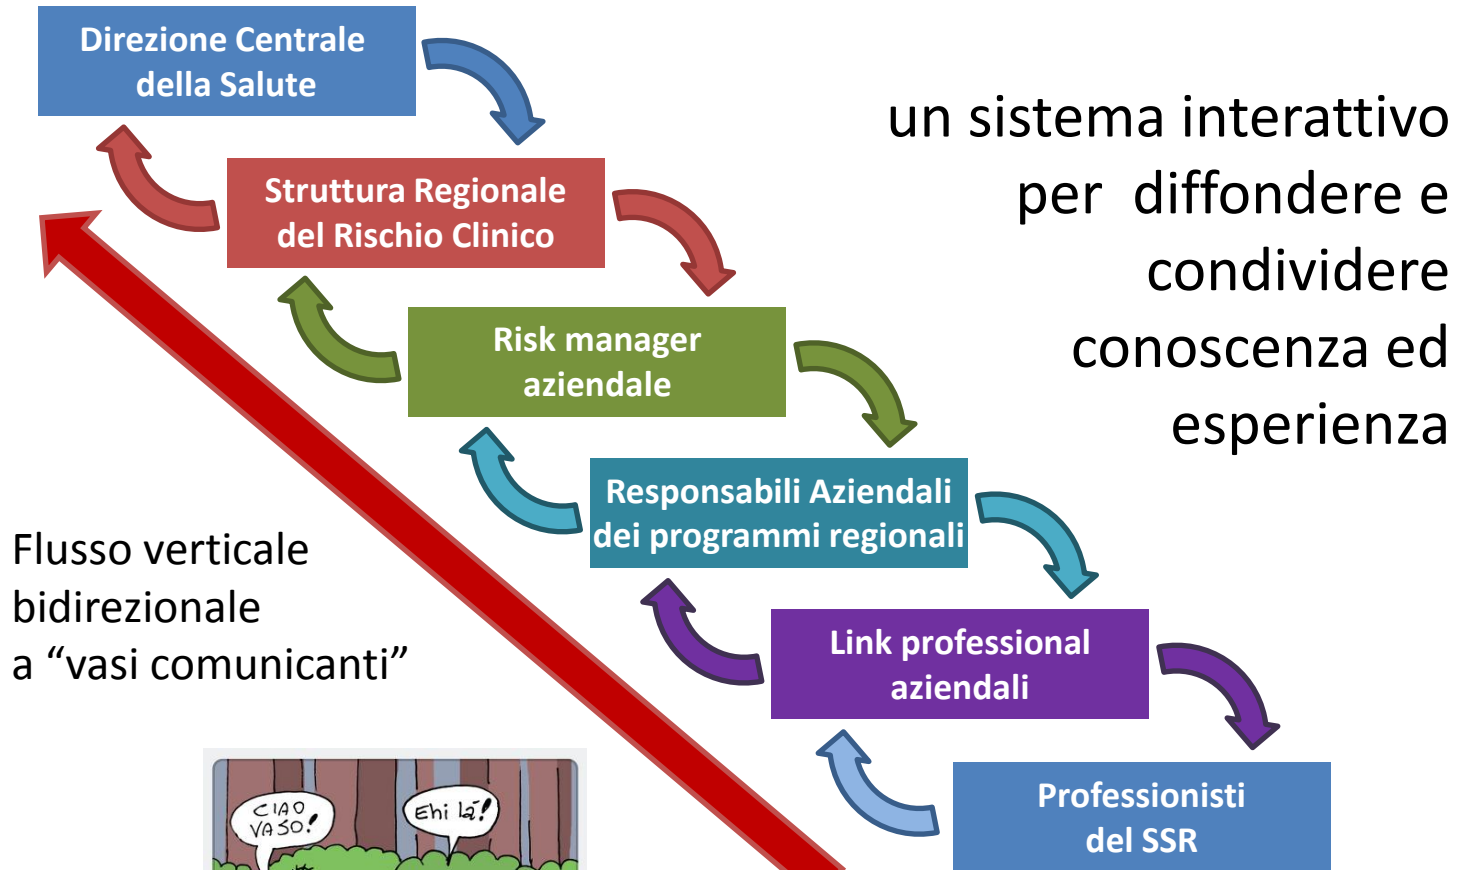 Direzione Centrale
della Salute
un sistema interattivo
per diffondere e
condividere
conoscenza ed
esperienza
Struttura Regionale
del Rischio Clinico
Risk manager
aziendale
Responsabili Aziendali
dei programmi regionali
Flusso verticale
bidirezionale
a “vasi comunicanti”
Link professional
aziendali
Professionisti
del SSR
CIAO
VASO!
Ehi là!